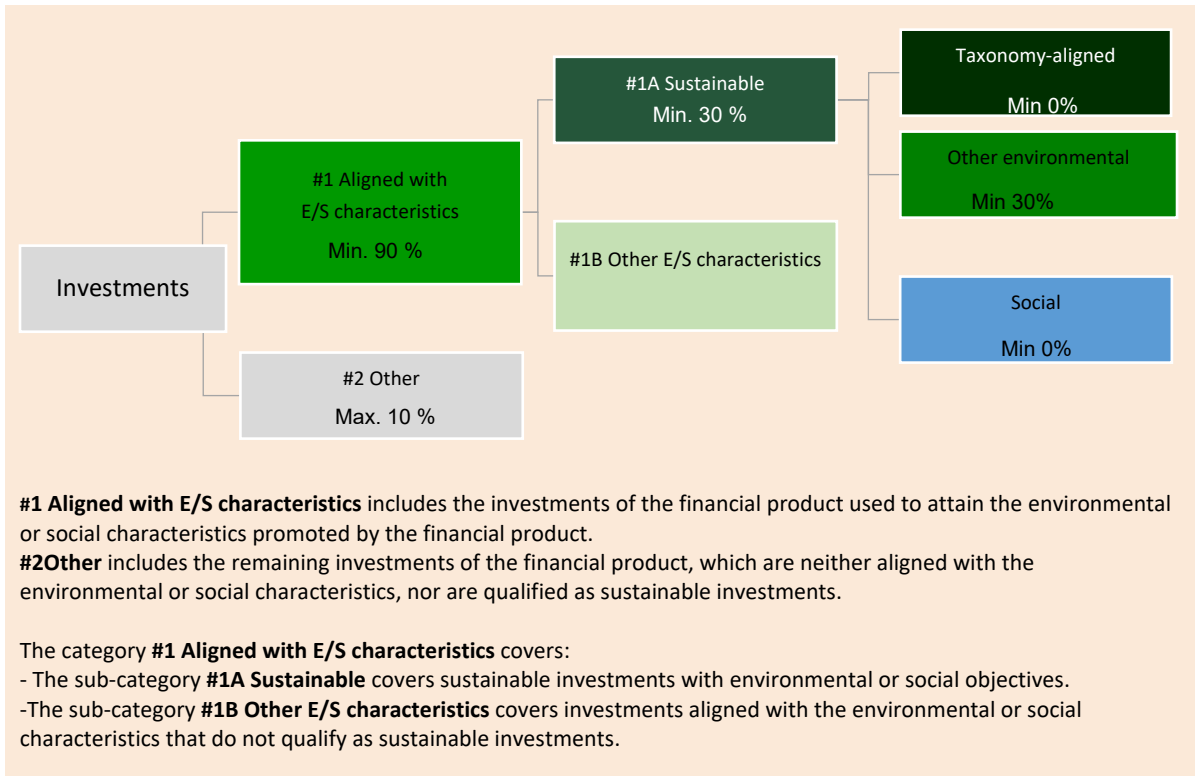 Investments
#1 Aligned with
E/S characteristics
Min. 90 %
#2 Other
Max. 10 %
#1A Sustainable
Min. 30 %
#1B Other E/S characteristics
Taxonomy-aligned
Min 0%
Other environmental
Min 30%
Social
Min 0%
#1 Aligned with E/S characteristics includes the investments of the financial product used to attain the environmental
or social characteristics promoted by the financial product.
#2Other includes the remaining investments of the financial product, which are neither aligned with the
environmental or social characteristics, nor are qualified as sustainable investments.
The category #1 Aligned with E/S characteristics covers:
- The sub-category #1A Sustainable covers sustainable investments with environmental or social objectives.
-The sub-category #1B Other E/S characteristics covers investments aligned with the environmental or social
characteristics that do not qualify as sustainable investments.